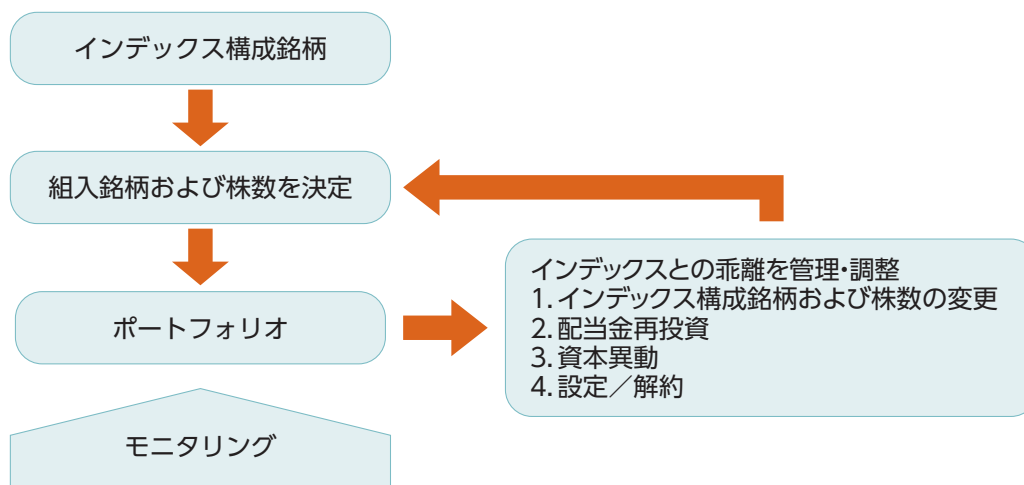 インデックス構成銘柄
組入銘柄および株数を決定
ポートフォリオ
インデックスとの乖離を管理・調整
1. インデックス構成銘柄および株数の変更
2. 配当金再投資
3. 資本異動
4. 設定／解約
モニタリング